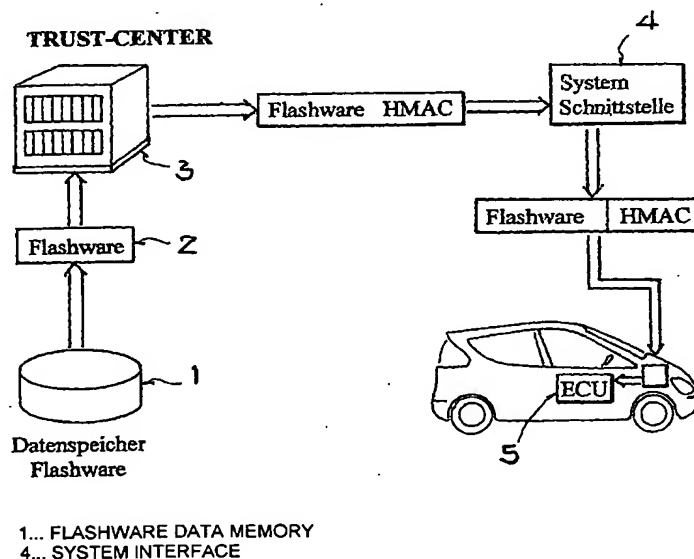 TRUST-CENTER
4
System
Schnittstelle
Flashware HMAC
3
Flashware HMAC
Flashware
2
1
ECU
5
Datenspeicher
Flashware
1... FLASHWARE DATA MEMORY
4... SYSTEM INTERFACE